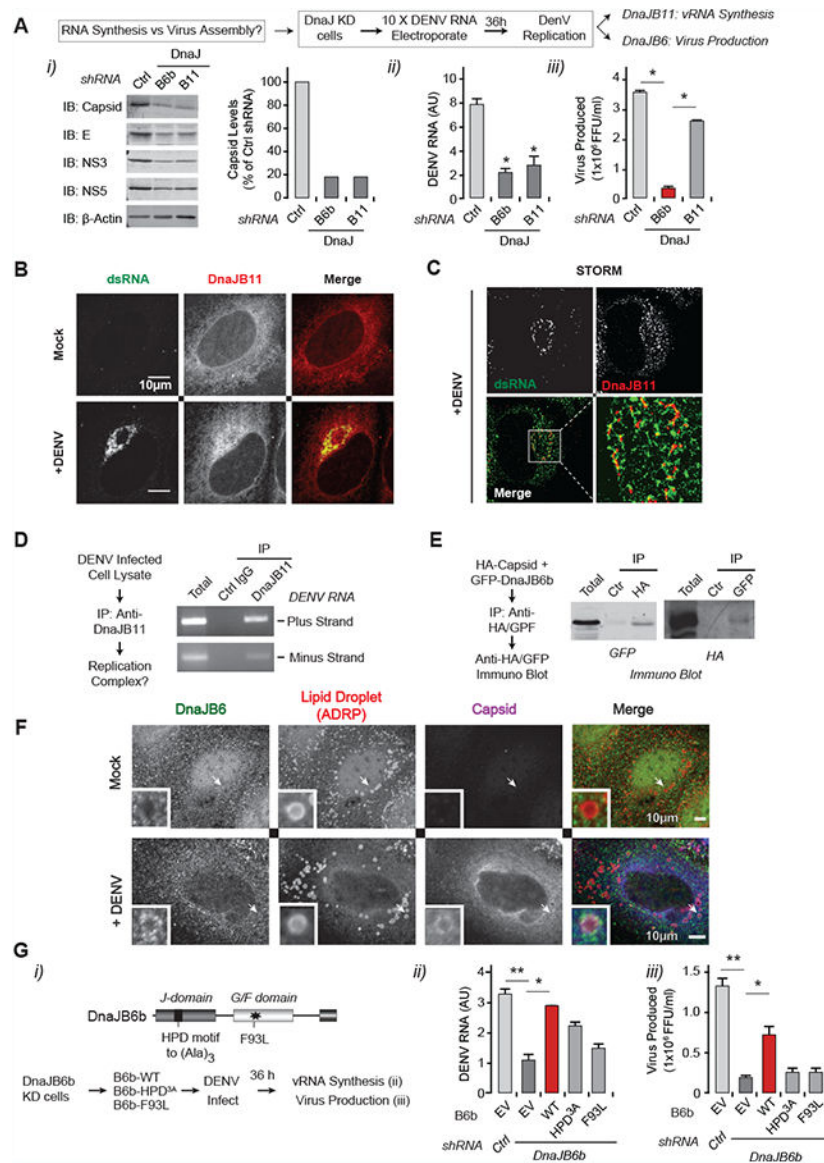 A
RNA Synthesis vs Virus Assembly?
DnaJ KD
cells
10 X DENV RNA
Electroporate
36h
DenV
Replication
DnaJB11: vRNA Synthesis
DnaJB6: Virus Production
i)
DnaJ
shRNA Ctrl B6b B11
IB: Capsid
IB: E
IB: NS3
IB: NS5
IB: β-Actin
Capsid Levels
(% of Ctrl shRNA)
100
80
60
40
20
0
shRNA Ctrl B6b B11
DnaJ
ii)
DENV RNA (AU)
10
8
6
4
2
0
* *
shRNA Ctrl B6b B11
DnaJ
iii)
Virus Produced
(1x10⁶ FFU/ml)
4
3
2
1
0
* *
shRNA Ctrl B6b B11
DnaJ
B
dsRNA DnaJB11 Merge
Mock
10μm
+DENV
C
STORM
+DENV
dsRNA DnaJB11
Merge
D
DENV Infected
Cell Lysate
IP: Anti-
DnaJB11
Replication
Complex?
IP
Total Ctrl IgG DnaJB11
DENV RNA
Plus Strand
Minus Strand
E
HA-Capsid +
GFP-DnaJB6b
IP: Anti-
HA/GPF
Anti-HA/GFP
Immuno Blot
IP IP
Total Ctr HA Total Ctr GFP
GFP HA
Immuno Blot
F
DnaJB6 Lipid Droplet
(ADRP) Capsid Merge
Mock
10μm
+ DENV
10μm
G
i)
J-domain G/F domain
DnaJB6b
HPD motif
to (Ala)₃
F93L
DnaJB6b
KD cells
B6b-WT
B6b-HPD³ᴬ
B6b-F93L
DENV
Infect
36 h
vRNA Synthesis (ii)
Virus Production (iii)
ii)
DENV RNA (AU)
4
3
2
1
0
** *
B6b EV EV WT HPD³ᴬ F93L
shRNA Ctrl DnaJB6b
iii)
Virus Produced
(1x10⁶ FFU/ml)
1.5
1.0
0.5
0
** *
B6b EV EV WT HPD³ᴬ F93L
shRNA Ctrl DnaJB6b